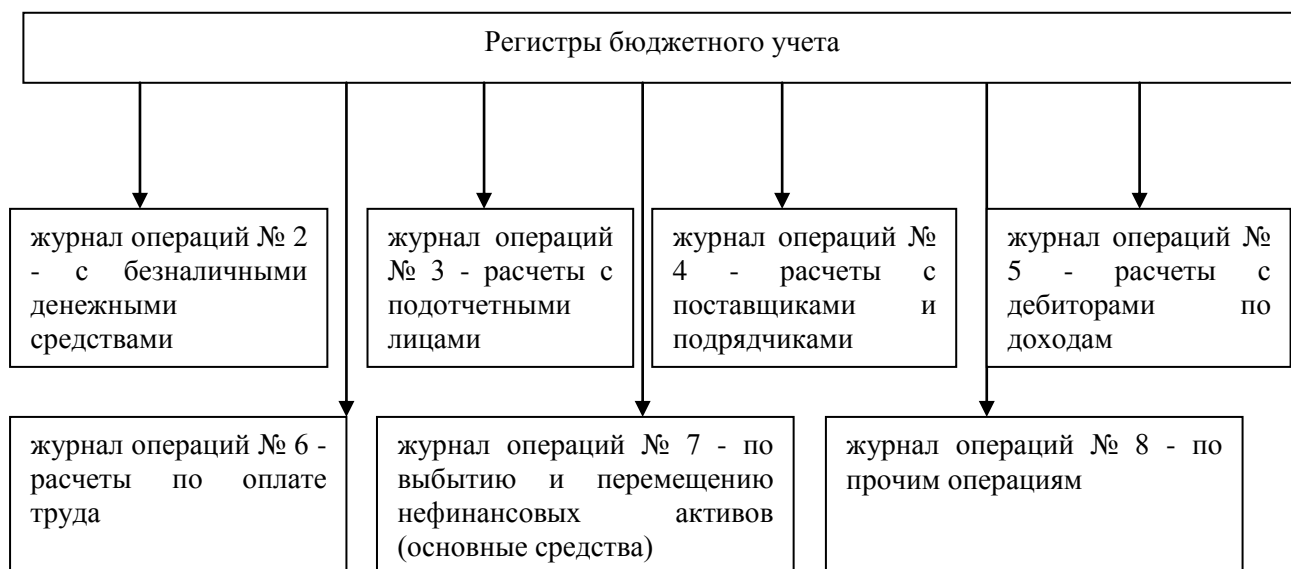 Регистры бюджетного учета
журнал операций № 2
- с безналичными
денежными
средствами
журнал операций
№ 3 - расчеты с
подотчетными
лицами
журнал операций №
4 - расчеты с
поставщиками и
подрядчиками
журнал операций №
5 - расчеты с
дебиторами по
доходам
журнал операций № 6 -
расчеты по оплате
труда
журнал операций № 7 - по
выбытию и перемещению
нефинансовых активов
(основные средства)
журнал операций № 8 - по
прочим операциям